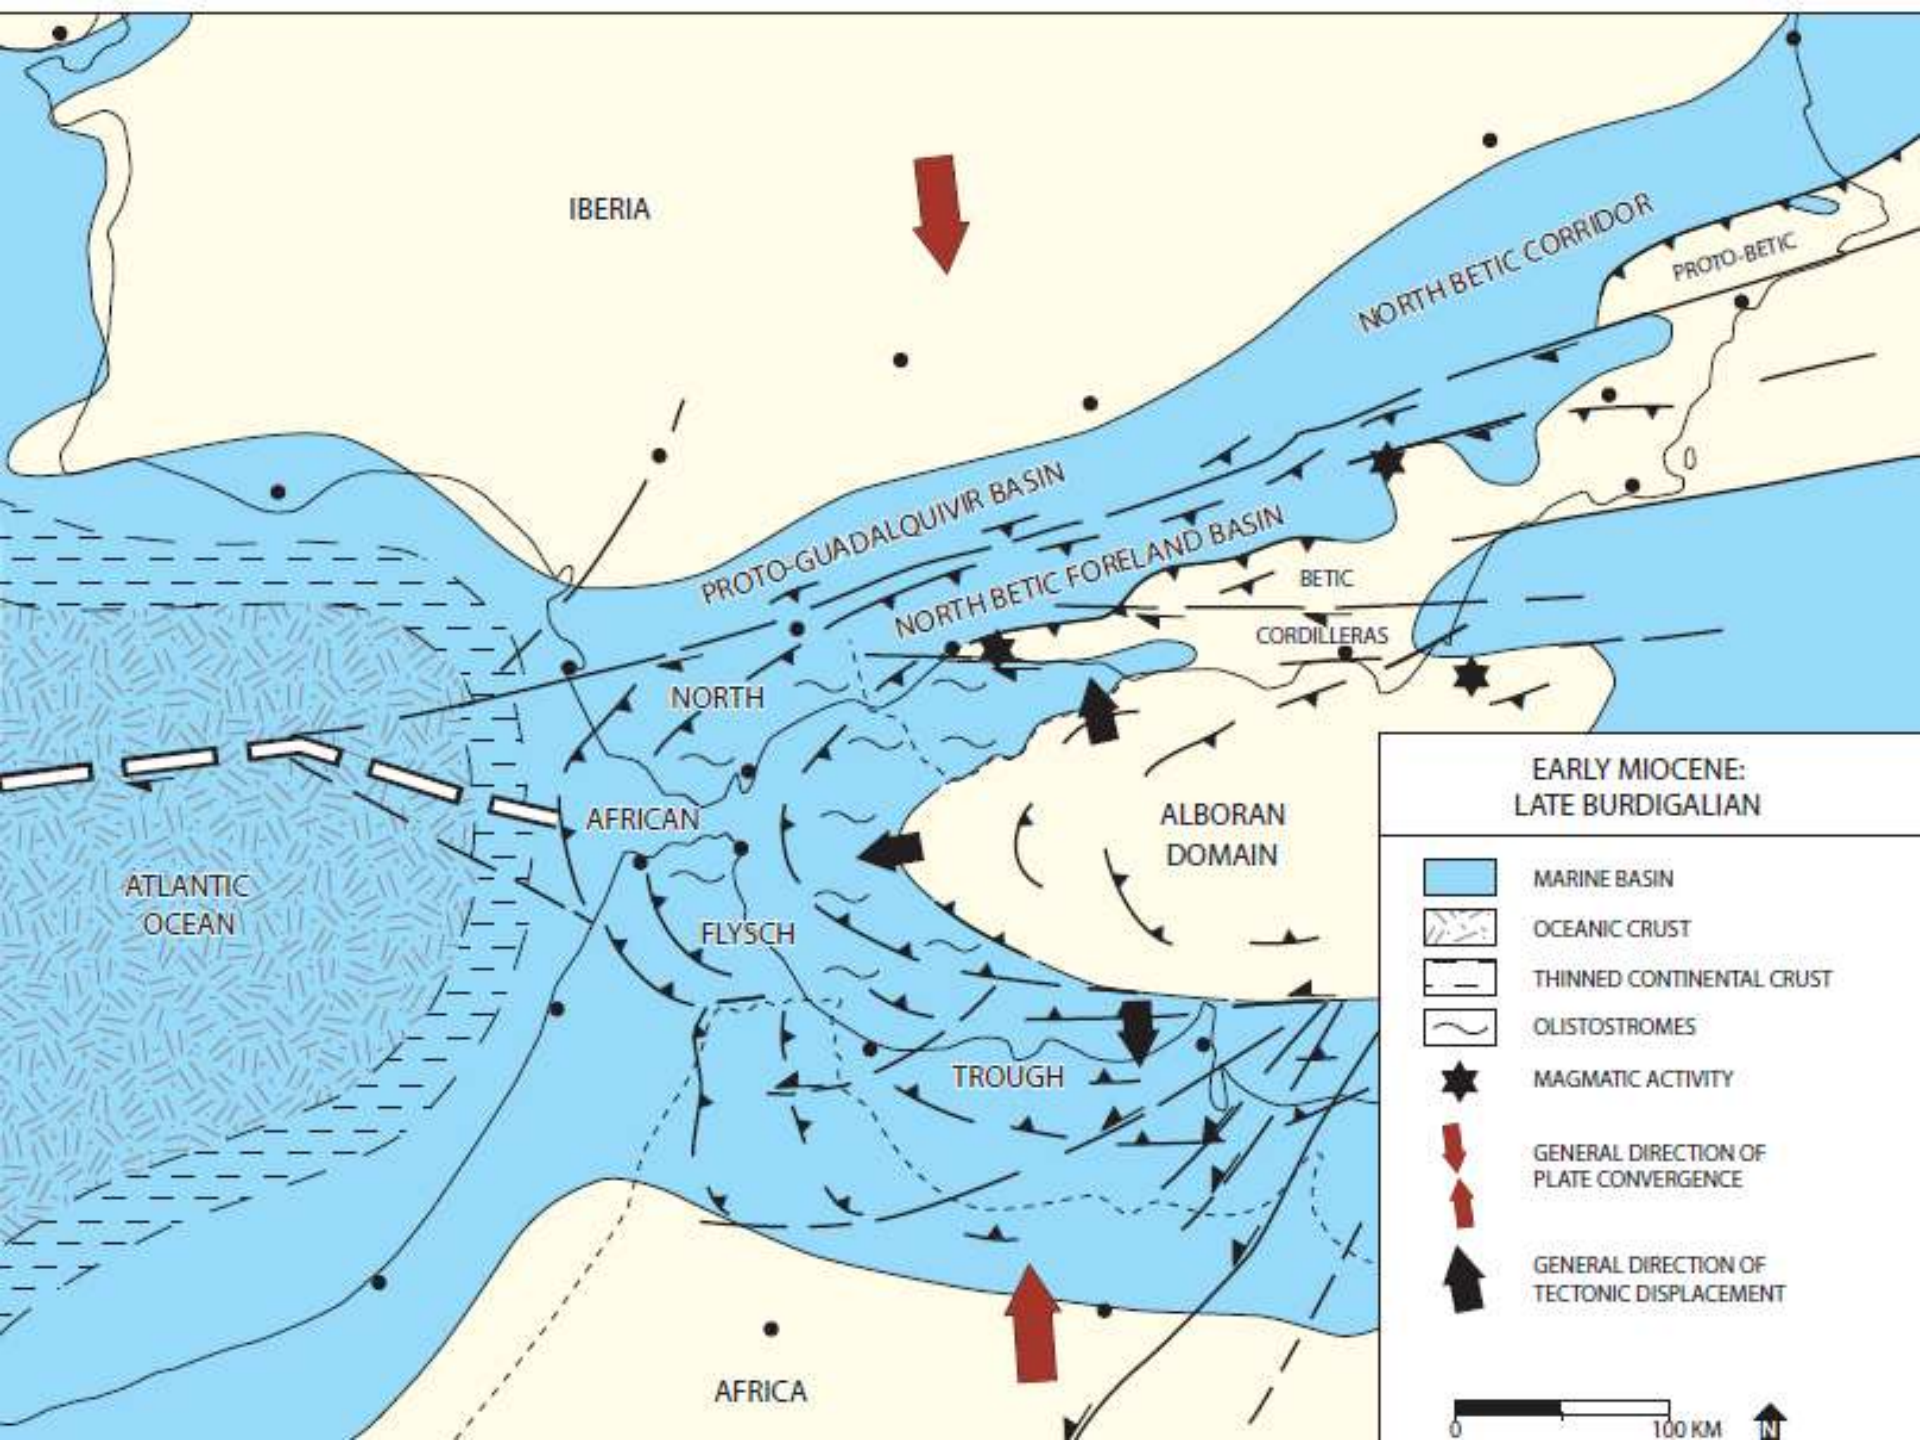 IBERIA
NORTH BETIC CORRIDOR
PROTO-BETIC
PROTO-GUADALQUIVIR BASIN
NORTH BETIC FORELAND BASIN
BETIC
CORDILLERAS
NORTH
AFRICAN
FLYSCH
TROUGH
ALBORAN
DOMAIN
ATLANTIC
OCEAN
AFRICA
EARLY MIOCENE:
LATE BURDIGALIAN
MARINE BASIN
OCEANIC CRUST
THINNED CONTINENTAL CRUST
OLISTOSTROMES
MAGMATIC ACTIVITY
GENERAL DIRECTION OF
PLATE CONVERGENCE
GENERAL DIRECTION OF
TECTONIC DISPLACEMENT
0 100 KM N